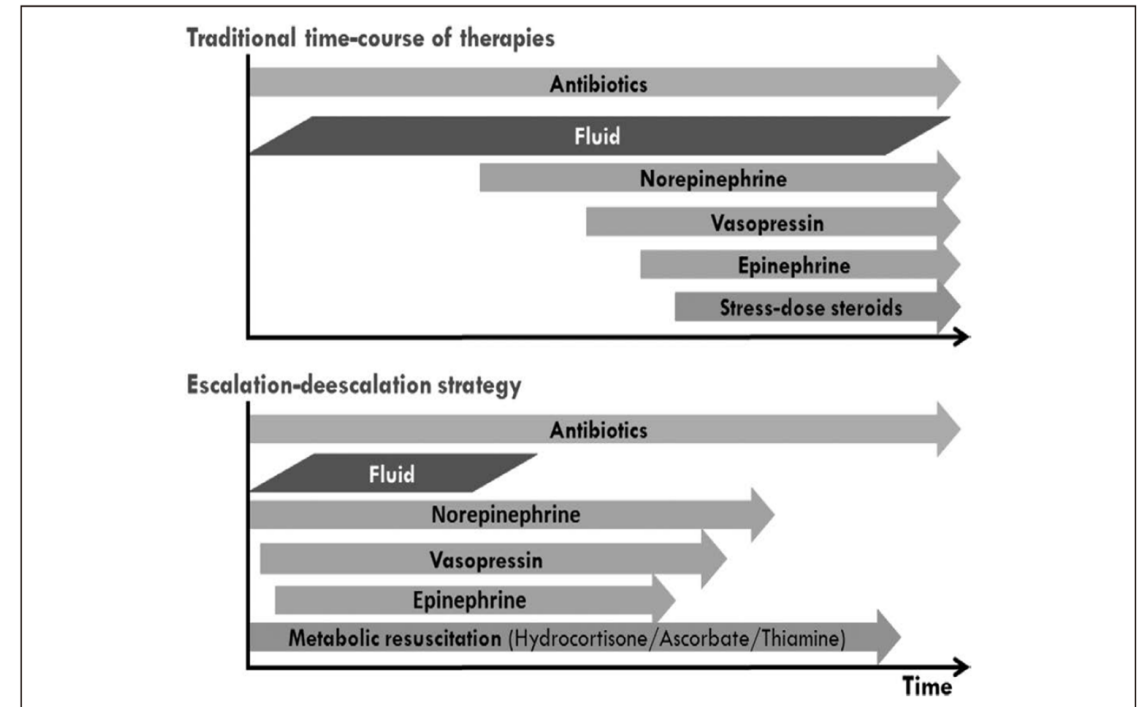 Traditional time-course of therapies
Antibiotics
Fluid
Norepinephrine
Vasopressin
Epinephrine
Stress-dose steroids
Escalation-deescalation strategy
Antibiotics
Fluid
Norepinephrine
Vasopressin
Epinephrine
Metabolic resuscitation (Hydrocortisone/Ascorbate/Thiamine)
Time